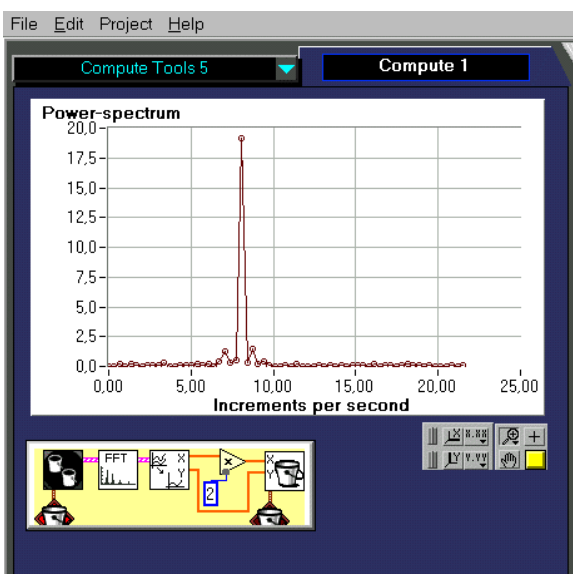 File Edit Project Help
Compute Tools 5
Compute 1
Power-spectrum
20,0
17,5
15,0
12,5
10,0
7,5
5,0
2,5
0,0
0,00 5,00 10,00 15,00 20,00 25,00
Increments per second
X X.XX
Y Y.YY
FFT X Y x X Y
2